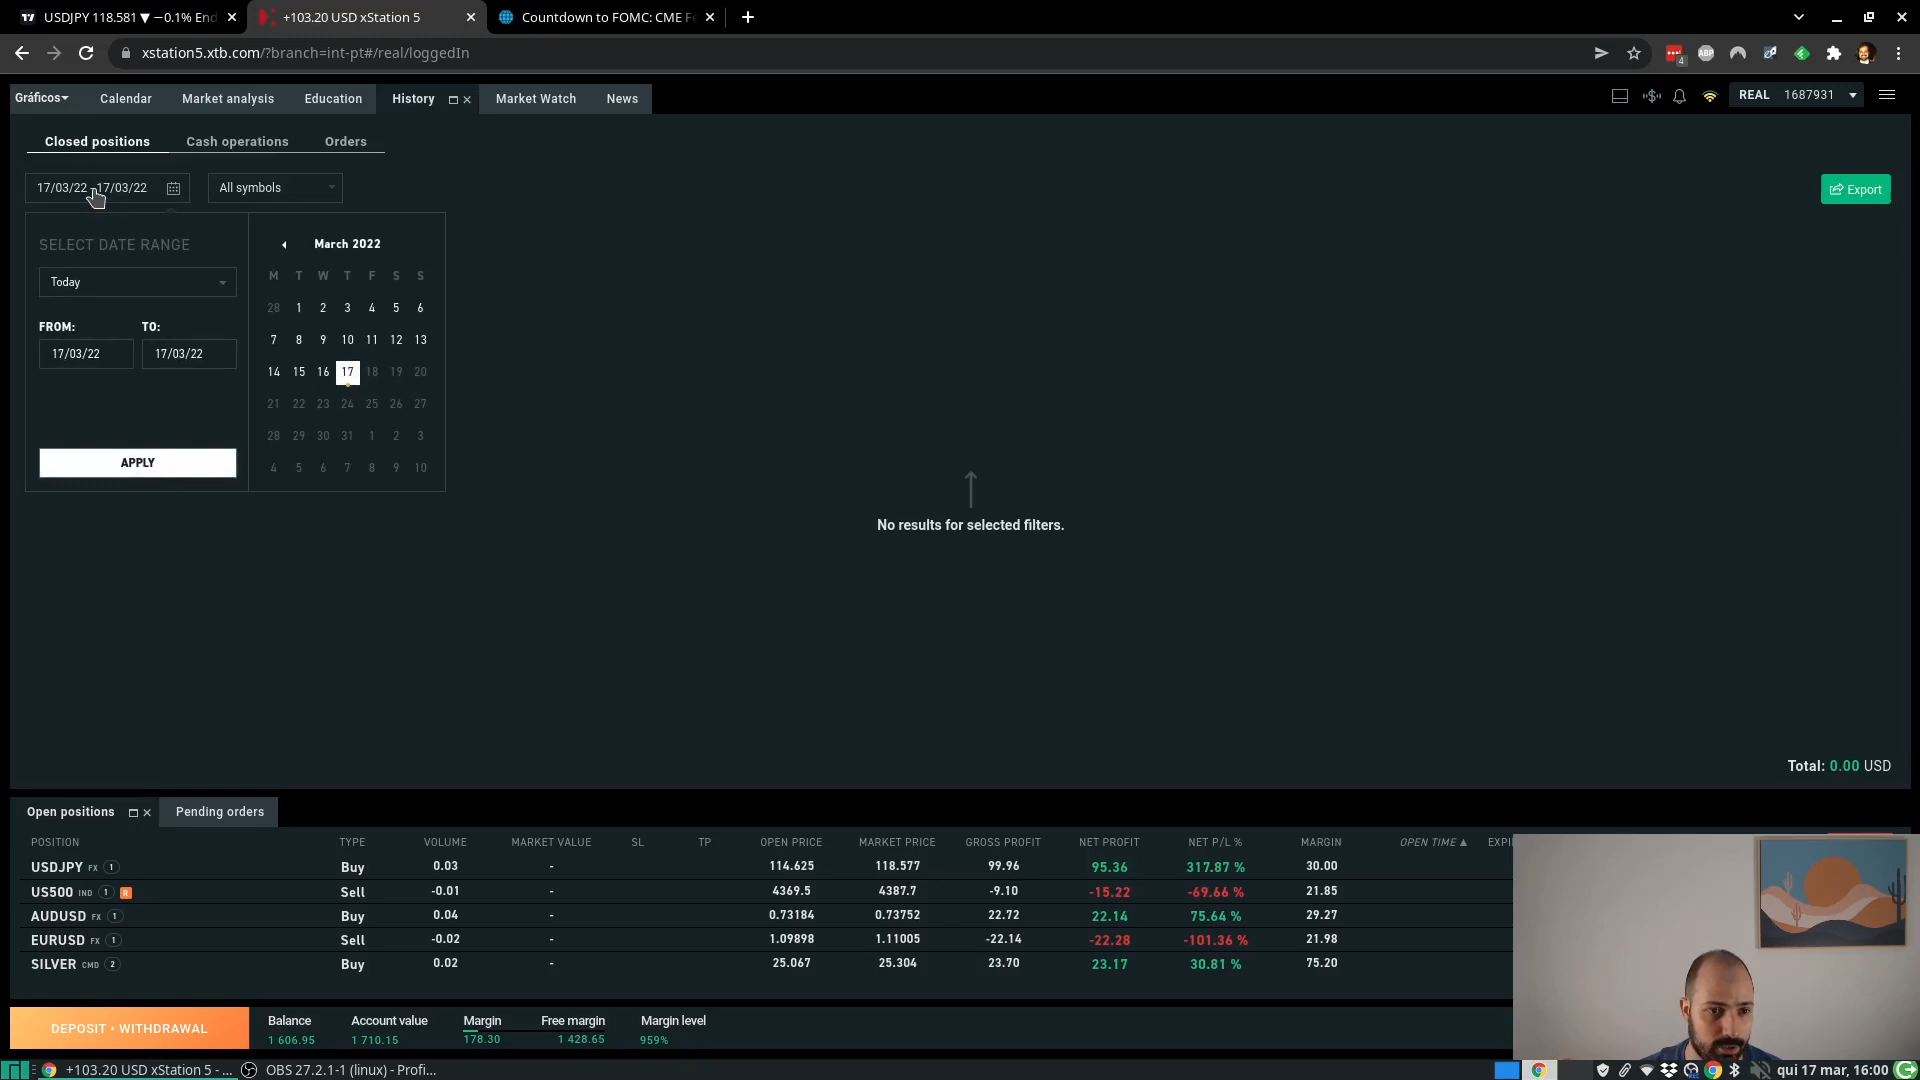 USDJPY 118.581 ▼ −0.1% End
+103.20 USD xStation 5
Countdown to FOMC: CME F
xstation5.xtb.com/?branch=int-pt#/real/loggedIn
4
ABP
Gráficos
Calendar
Market analysis
Education
History
Market Watch
News
REAL 1687931
Closed positions
Cash operations
Orders
17/03/22 - 17/03/22
All symbols
Export
SELECT DATE RANGE
Today
FROM: TO:
17/03/22 17/03/22
APPLY
March 2022
M T W T F S S
28 1 2 3 4 5 6
7 8 9 10 11 12 13
14 15 16 17 18 19 20
21 22 23 24 25 26 27
28 29 30 31 1 2 3
4 5 6 7 8 9 10
No results for selected filters.
Total: 0.00 USD
Open positions
Pending orders
POSITION TYPE VOLUME MARKET VALUE SL TP OPEN PRICE MARKET PRICE GROSS PROFIT NET PROFIT NET P/L % MARGIN OPEN TIME ▲ EXPI
USDJPY FX 1 Buy 0.03 - 114.625 118.577 99.96 95.36 317.87 % 30.00
US500 IND 1 R Sell -0.01 - 4369.5 4387.7 -9.10 -15.22 -69.66 % 21.85
AUDUSD FX 1 Buy 0.04 - 0.73184 0.73752 22.72 22.14 75.64 % 29.27
EURUSD FX 1 Sell -0.02 - 1.09898 1.11005 -22.14 -22.28 -101.36 % 21.98
SILVER CMD 2 Buy 0.02 - 25.067 25.304 23.70 23.17 30.81 % 75.20
DEPOSIT • WITHDRAWAL
Balance Account value Margin Free margin Margin level
1 606.95 1 710.15 178.30 1 428.65 959%
+103.20 USD xStation 5 - ...
OBS 27.2.1-1 (linux) - Profi...
qui 17 mar, 16:00